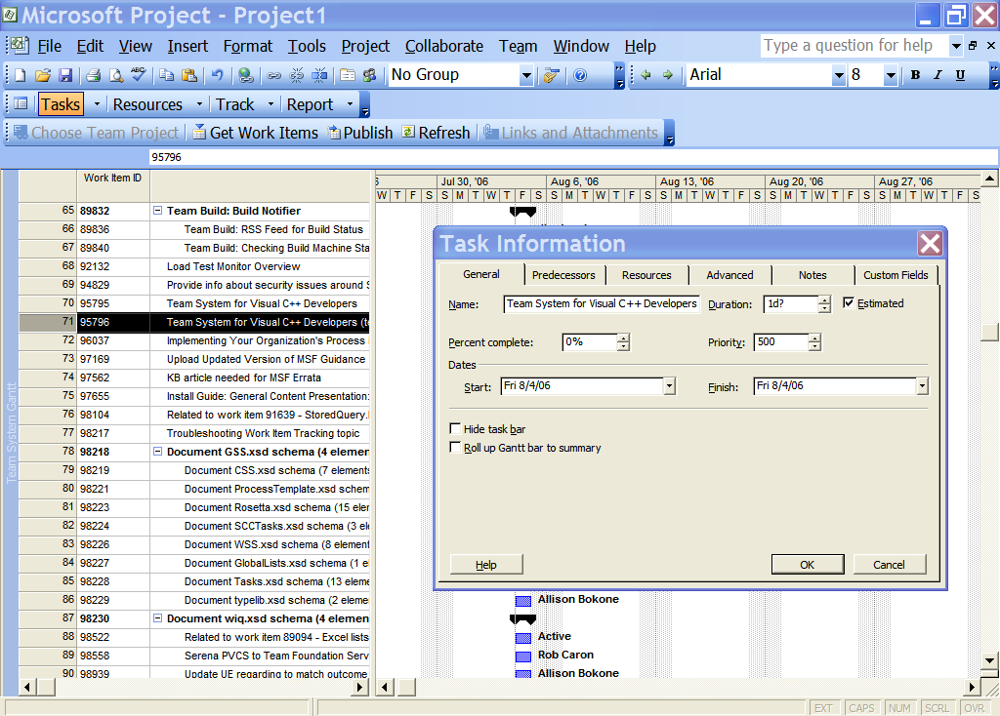 Microsoft Project - Project1
File Edit View Insert Format Tools Project Collaborate Team Window Help Type a question for help
No Group Arial 8 B I U
Tasks Resources Track Report
Choose Team Project Get Work Items Publish Refresh Links and Attachments
95796
Work Item ID
Jul 30, '06 Aug 6, '06 Aug 13, '06 Aug 20, '06 Aug 27, '06
W T F S S M T W T F S S M T W T F S S M T W T F S S M T W T F S S M T W T F S
65 89832 Team Build: Build Notifier
66 89836 Team Build: RSS Feed for Build Status
67 89840 Team Build: Checking Build Machine Sta
68 92132 Load Test Monitor Overview
69 94829 Provide info about security issues around S
70 95795 Team System for Visual C++ Developers
71 95796 Team System for Visual C++ Developers (to
72 96037 Implementing Your Organization's Process
73 97169 Upload Updated Version of MSF Guidance
74 97562 KB article needed for MSF Errata
75 97655 Install Guide: General Content Presentation:
76 98104 Related to work item 91639 - StoredQuery.
77 98217 Troubleshooting Work Item Tracking topic
78 98218 Document GSS.xsd schema (4 elemen
79 98219 Document CSS.xsd schema (7 elements
80 98221 Document ProcessTemplate.xsd schem
81 98223 Document Rosetta.xsd schema (15 eler
82 98224 Document SCCTasks.xsd schema (3 el
83 98226 Document WSS.xsd schema (8 element
84 98227 Document GlobalLists.xsd schema (1 e
85 98228 Document Tasks.xsd schema (13 eleme
86 98229 Document typelib.xsd schema (2 eleme
87 98230 Document wiq.xsd schema (4 elemen
88 98522 Related to work item 89094 - Excel lists
89 98558 Serena PVCS to Team Foundation Serv
90 98939 Update UE regarding to match outcome
Team System Gantt
Task Information
General Predecessors Resources Advanced Notes Custom Fields
Name: Team System for Visual C++ Developers Duration: 1d? Estimated
Percent complete: 0% Priority: 500
Dates
Start: Fri 8/4/06 Finish: Fri 8/4/06
Hide task bar
Roll up Gantt bar to summary
Help OK Cancel
Allison Bokone
Active
Rob Caron
Allison Bokone
EXT CAPS NUM SCRL OVR